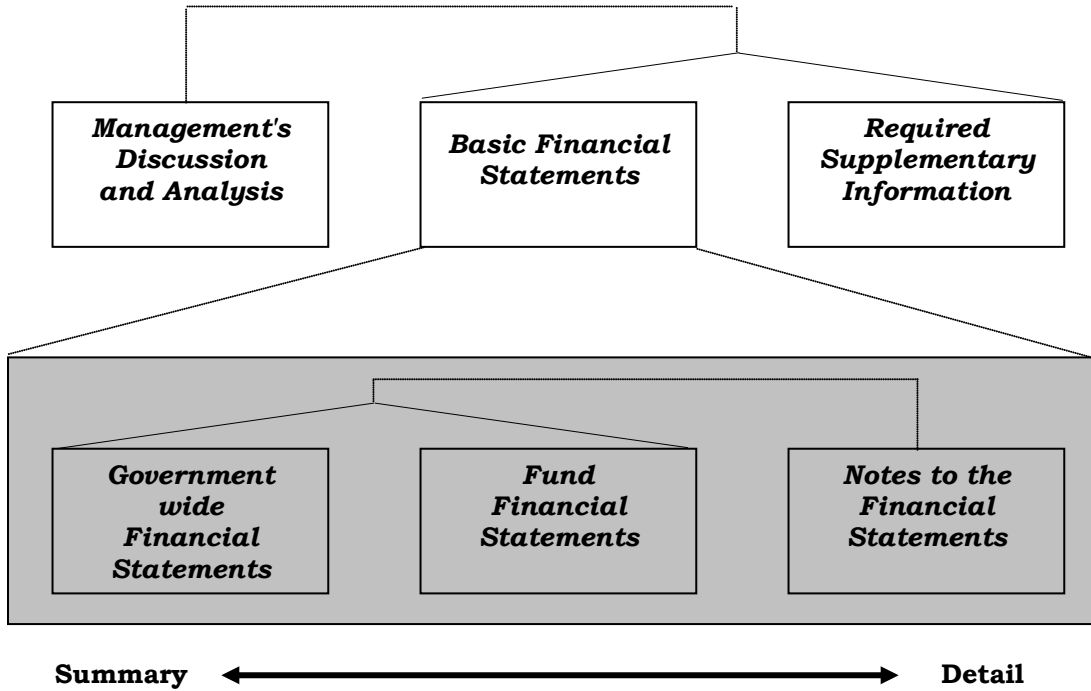 Management's
Discussion
and Analysis
Basic Financial
Statements
Required
Supplementary
Information
Government
wide
Financial
Statements
Fund
Financial
Statements
Notes to the
Financial
Statements
Summary
Detail